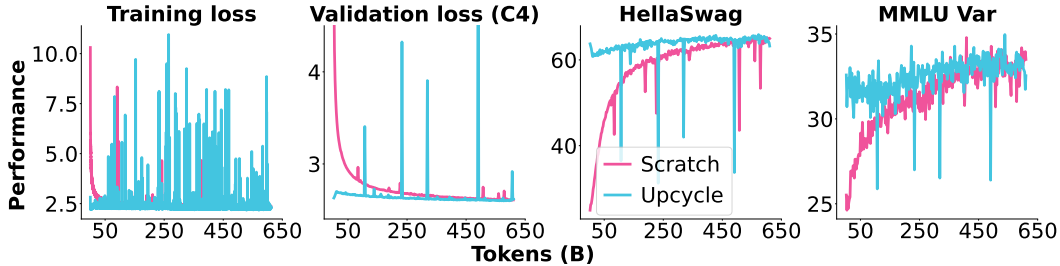 Training loss
Validation loss (C4)
HellaSwag
MMLU Var
Performance
10.0
7.5
5.0
2.5
50 250 450 650
4
3
50 250 450 650
60
40
50 250 450 650
35
30
25
50 250 450 650
Scratch
Upcycle
Tokens (B)